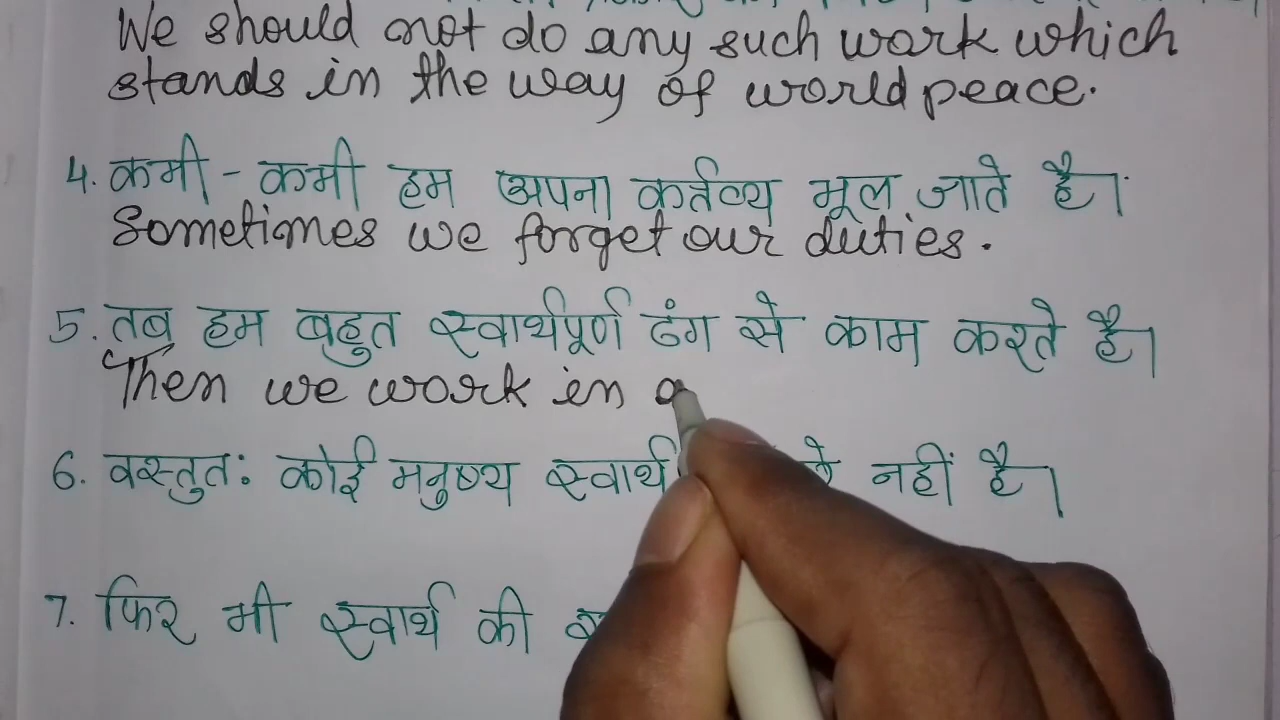 We should not do any such work which
stands in the way of world peace.
4. कभी - कभी हम अपना कर्तव्य भूल जाते है।
Sometimes we forget our duties.
5. तब हम बहुत स्वार्थपूर्ण ढंग से काम करते है।
Then we work in a
6. वस्तुतः कोई मनुष्य स्वार्थ नहीं है।
7. फिर भी स्वार्थ की